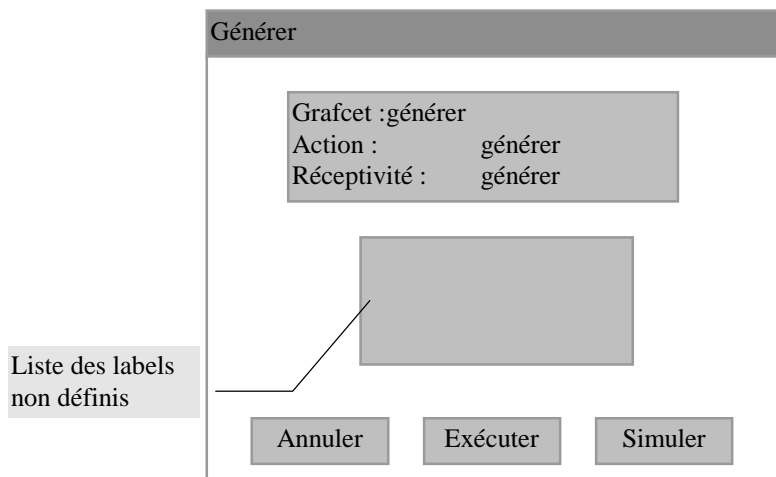 Générer
Grafcet :générer
Action : générer
Réceptivité : générer
Liste des labels
non définis
Annuler Exécuter Simuler